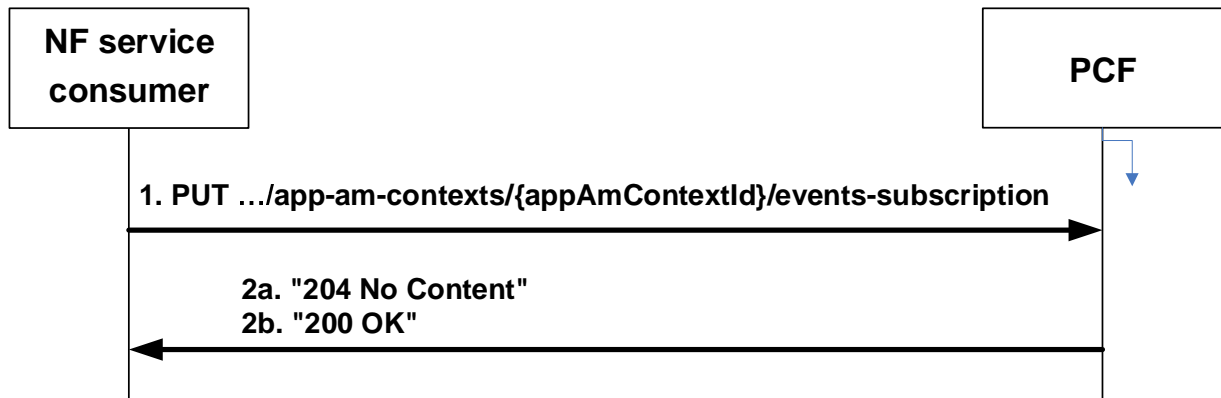 NF service
consumer
PCF
1. PUT …/app-am-contexts/{appAmContextId}/events-subscription
2a. "204 No Content"
2b. "200 OK"